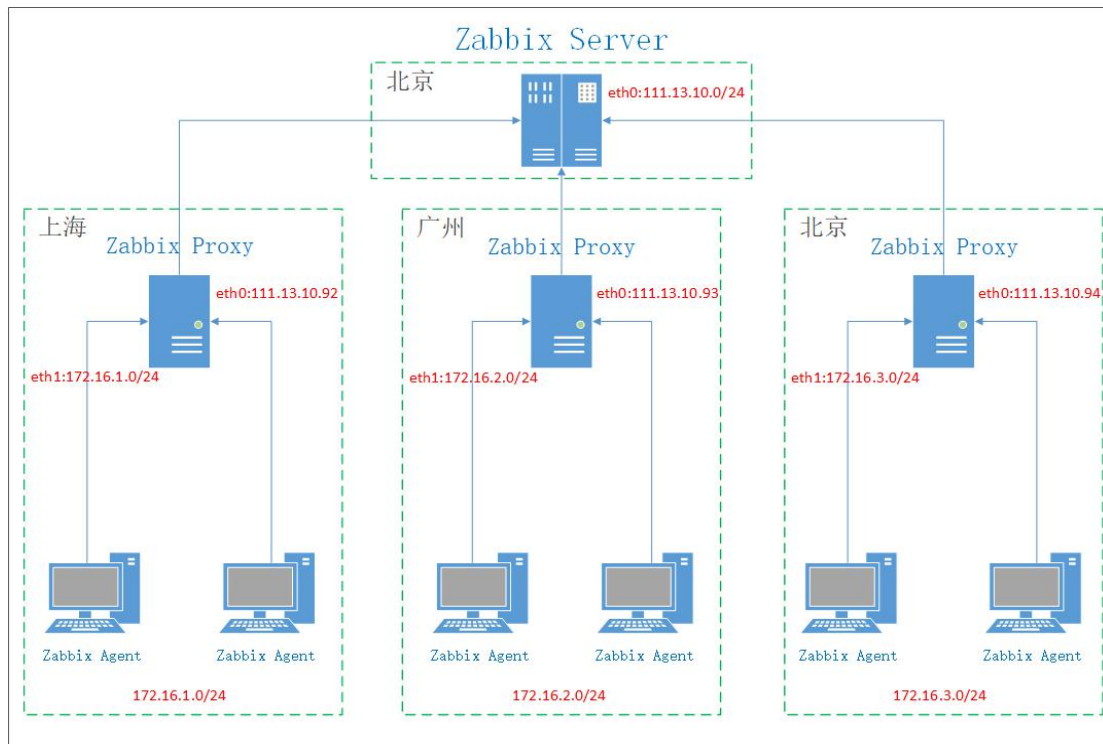 Zabbix Server
北京
eth0:111.13.10.0/24
上海
Zabbix Proxy
eth0:111.13.10.92
eth1:172.16.1.0/24
Zabbix Agent
Zabbix Agent
172.16.1.0/24
广州
Zabbix Proxy
eth0:111.13.10.93
eth1:172.16.2.0/24
Zabbix Agent
Zabbix Agent
172.16.2.0/24
北京
Zabbix Proxy
eth0:111.13.10.94
eth1:172.16.3.0/24
Zabbix Agent
Zabbix Agent
172.16.3.0/24